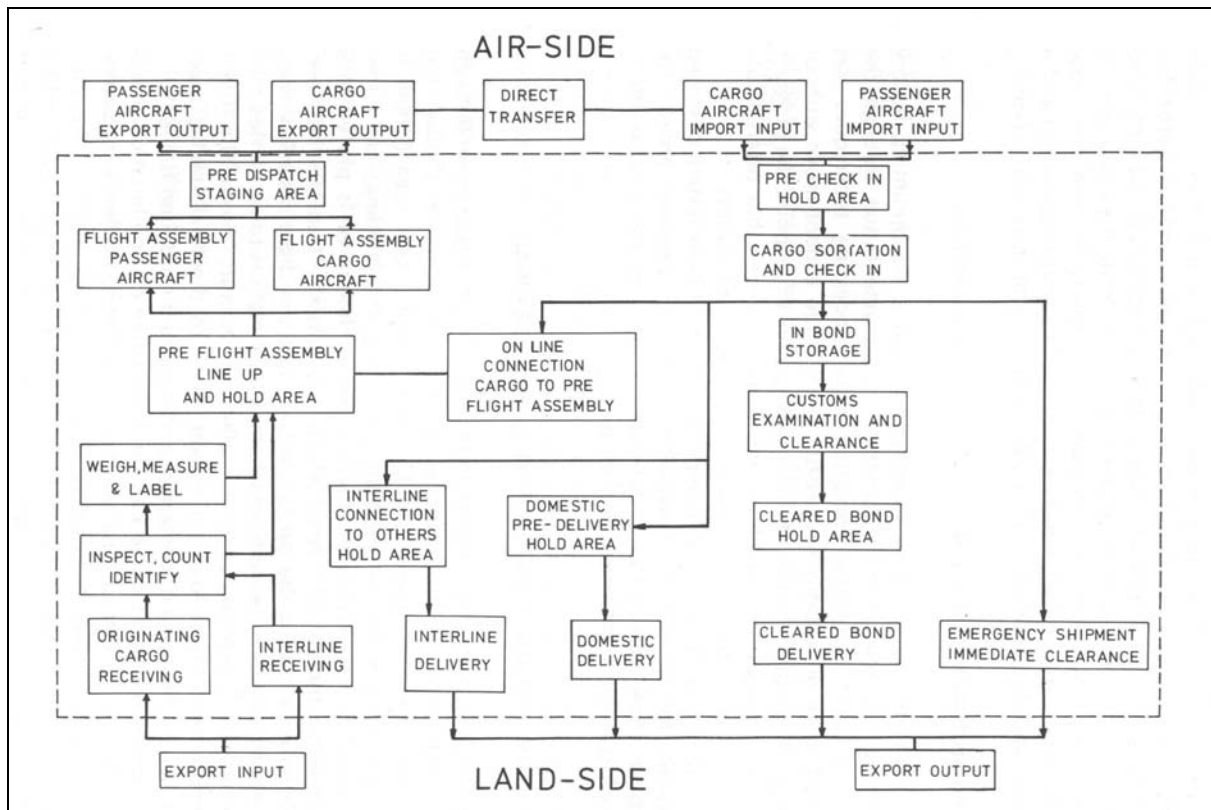 AIR-SIDE
PASSENGER
AIRCRAFT
EXPORT OUTPUT
CARGO
AIRCRAFT
EXPORT OUTPUT
DIRECT
TRANSFER
CARGO
AIRCRAFT
IMPORT INPUT
PASSENGER
AIRCRAFT
IMPORT INPUT
PRE DISPATCH
STAGING AREA
PRE CHECK IN
HOLD AREA
FLIGHT ASSEMBLY
PASSENGER
AIRCRAFT
FLIGHT ASSEMBLY
CARGO
AIRCRAFT
CARGO SORTATION
AND CHECK IN
PRE FLIGHT ASSEMBLY
LINE UP
AND HOLD AREA
ON LINE
CONNECTION
CARGO TO PRE
FLIGHT ASSEMBLY
IN BOND
STORAGE
CUSTOMS
EXAMINATION AND
CLEARANCE
WEIGH, MEASURE
& LABEL
INTERLINE
CONNECTION
TO OTHERS
HOLD AREA
DOMESTIC
PRE-DELIVERY
HOLD AREA
CLEARED BOND
HOLD AREA
INSPECT, COUNT
IDENTIFY
ORIGINATING
CARGO
RECEIVING
INTERLINE
RECEIVING
INTERLINE
DELIVERY
DOMESTIC
DELIVERY
CLEARED BOND
DELIVERY
EMERGENCY SHIPMENT
IMMEDIATE CLEARANCE
EXPORT INPUT
LAND-SIDE
EXPORT OUTPUT